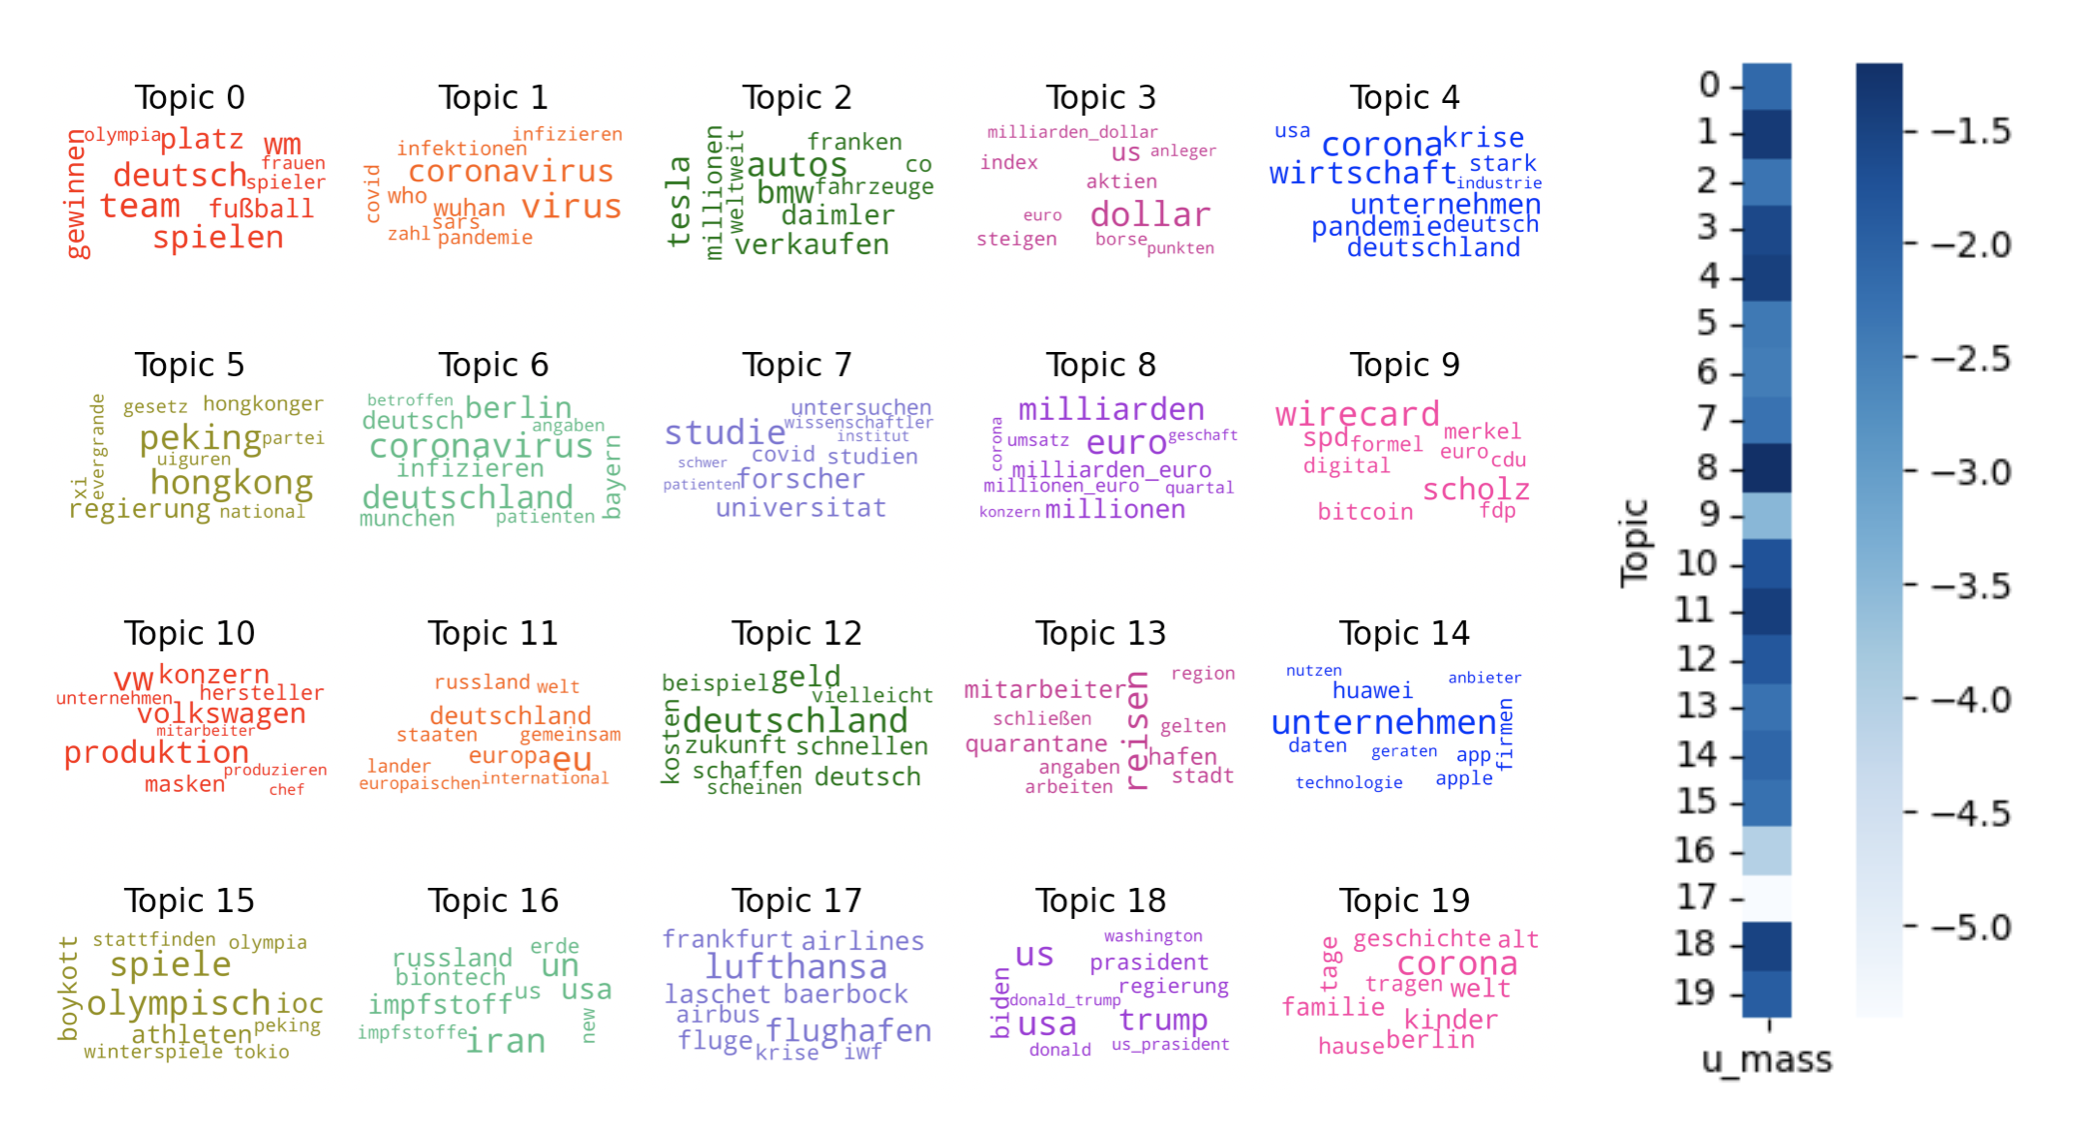 Topic 0
olympia platz wm
gewinnen deutsch frauen
spieler
team fußball
spielen
Topic 1
infizieren
infektionen
coronavirus
covid who
wuhan virus
sars
zahl pandemie
Topic 2
tesla millionen weltweit franken
autos co
bmw fahrzeuge
daimler
verkaufen
Topic 3
milliarden_dollar
index us anleger
aktien
euro dollar
steigen borse
punkten
Topic 4
usa corona krise
wirtschaft stark
industrie
unternehmen
pandemie deutsch
deutschland
Topic 5
evergrande gesetz hongkonger
peking partei
uiguren
xi hongkong
regierung national
Topic 6
betroffen berlin
deutsch angaben
coronavirus
infizieren bayern
deutschland
munchen patienten
Topic 7
untersuchen
studie wissenschaftler
institut
schwer covid studien
patienten forscher
universitat
Topic 8
milliarden
corona umsatz euro geschaft
milliarden_euro
millionen_euro quartal
konzern millionen
Topic 9
wirecard
spd formel merkel
digital euro cdu
scholz
bitcoin fdp
Topic 10
vw konzern
unternehmen hersteller
volkswagen
mitarbeiter
produktion
produzieren
masken chef
Topic 11
russland welt
deutschland
staaten gemeinsam
europa eu
lander
europaischen international
Topic 12
beispiel geld
vielleicht
kosten deutschland
zukunft schnellen
schaffen deutsch
scheinen
Topic 13
region
mitarbeiter reisen
schließen gelten
quarantane hafen
angaben stadt
arbeiten
Topic 14
nutzen anbieter
huawei
unternehmen firmen
daten geraten app
technologie apple
Topic 15
boykott stattfinden olympia
spiele
olympisch ioc
athleten peking
winterspiele tokio
Topic 16
russland erde
biontech un
impfstoff us usa
impfstoffe iran new
Topic 17
frankfurt airlines
lufthansa
laschet baerbock
airbus
fluge flughafen
krise iwf
Topic 18
washington
us prasident
biden regierung
donald_trump
usa trump
donald us_prasident
Topic 19
tage geschichte alt
corona
tragen welt
familie kinder
hause berlin
Topic
0
1
2
3
4
5
6
7
8
9
10
11
12
13
14
15
16
17
18
19
u_mass
−1.5
−2.0
−2.5
−3.0
−3.5
−4.0
−4.5
−5.0